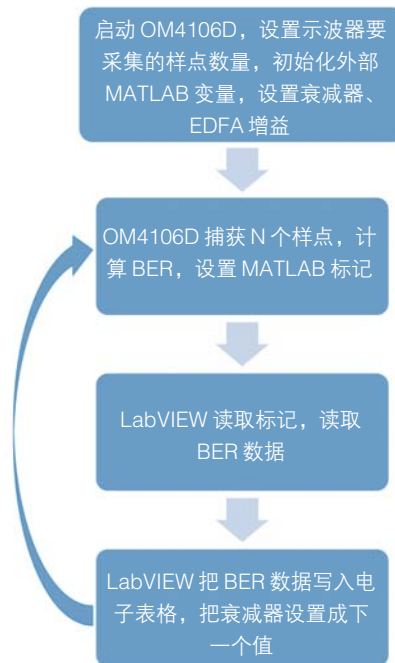 启动 OM4106D，设置示波器要
采集的样点数量，初始化外部
MATLAB 变量，设置衰减器、
EDFA 增益
OM4106D 捕获 N 个样点，计
算 BER，设置 MATLAB 标记
LabVIEW 读取标记，读取
BER 数据
LabVIEW 把 BER 数据写入电
子表格，把衰减器设置成下
一个值